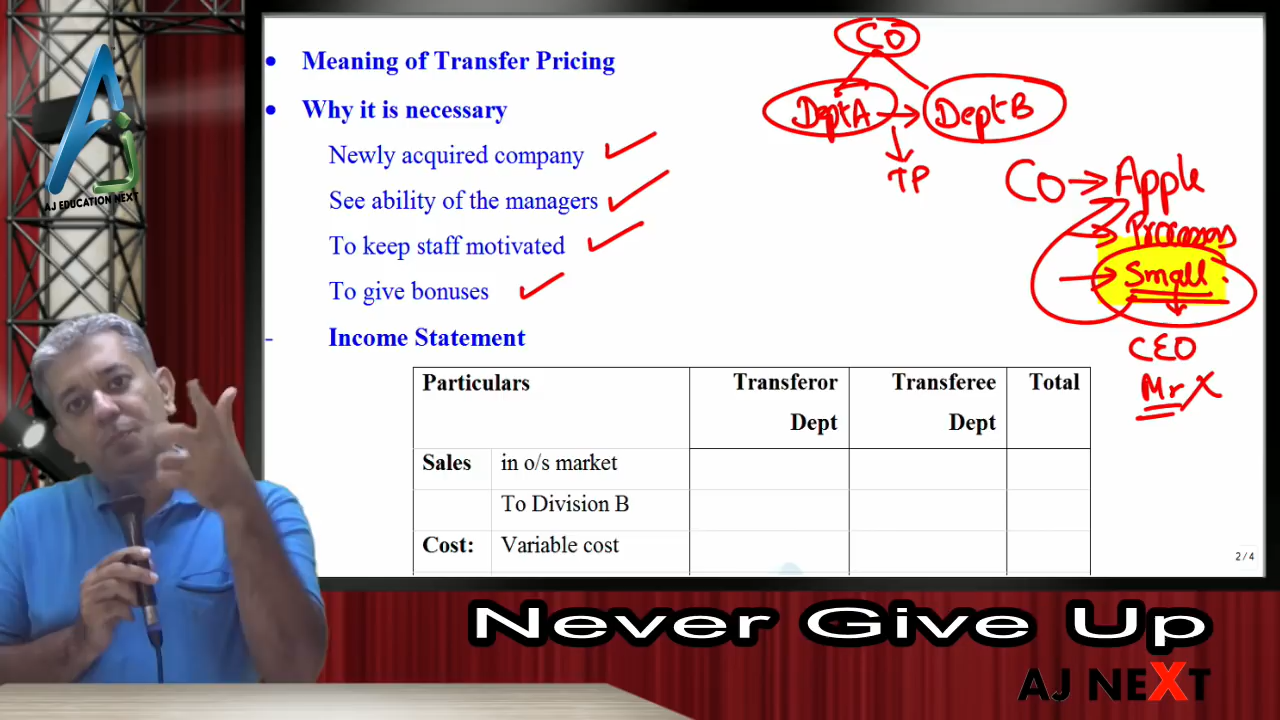 • Meaning of Transfer Pricing
• Why it is necessary
Newly acquired company
See ability of the managers
To keep staff motivated
To give bonuses
- Income Statement
Particulars Transferor Dept Transferee Dept Total
Sales in o/s market
To Division B
Cost: Variable cost
CO
Dept A → Dept B
TP
CO → Apple
Processors
Small
CEO
Mr X
2 / 4
AJ EDUCATION NEXT
Never Give Up
AJ NEXT